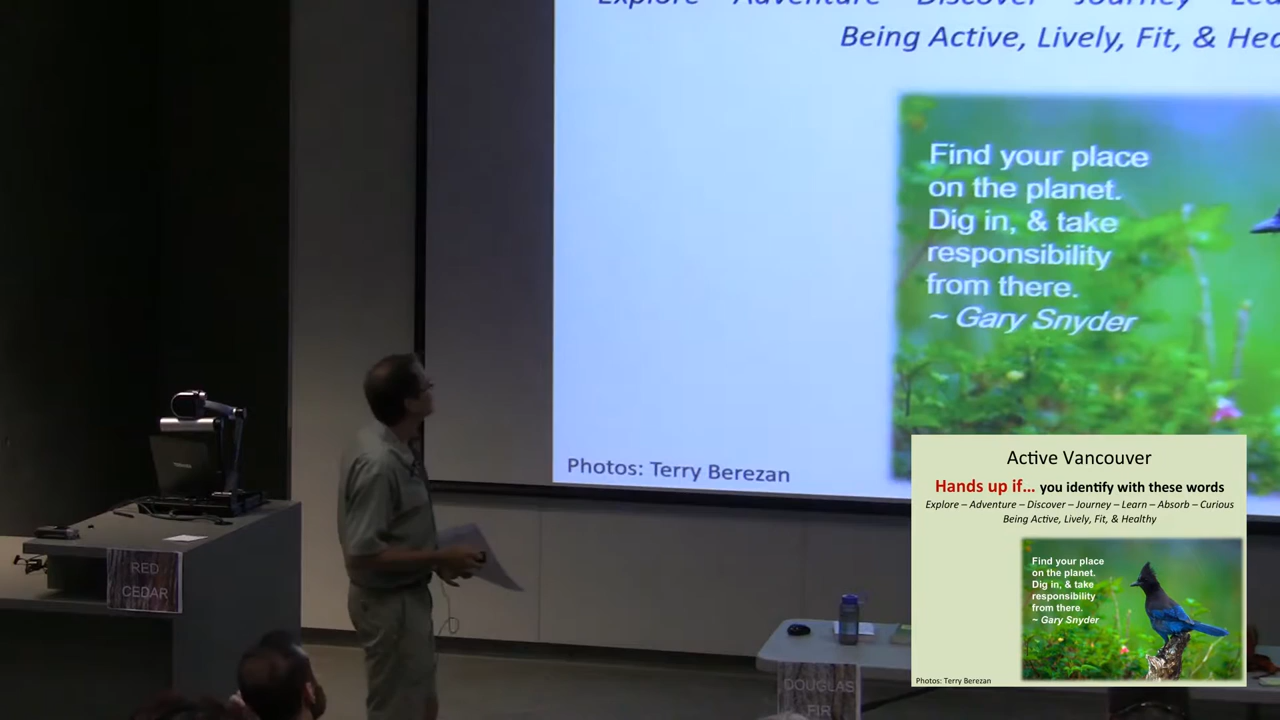 Explore Adventure Discover Journey
Being Active, Lively, Fit, &
Find your place
on the planet.
Dig in, & take
responsibility
from there.
~ Gary Snyder
Photos: Terry Berezan
TOSHIBA
RED
CEDAR
DOUGLAS
FIR
Active Vancouver
Hands up if... you identify with these words
Explore – Adventure – Discover – Journey – Learn – Absorb – Curious
Being Active, Lively, Fit, & Healthy
Find your place
on the planet.
Dig in, & take
responsibility
from there.
~ Gary Snyder
Photos: Terry Berezan